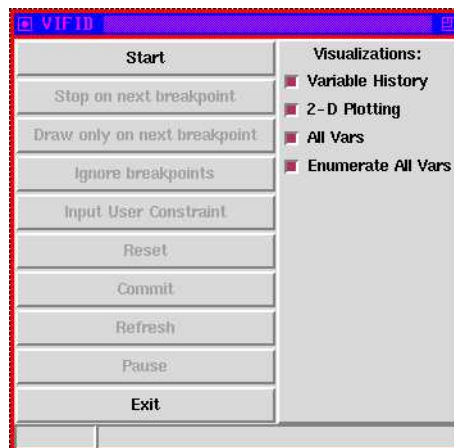 VIFID
Start
Stop on next breakpoint
Draw only on next breakpoint
Ignore breakpoints
Input User Constraint
Reset
Commit
Refresh
Pause
Exit
Visualizations:
Variable History
2-D Plotting
All Vars
Enumerate All Vars